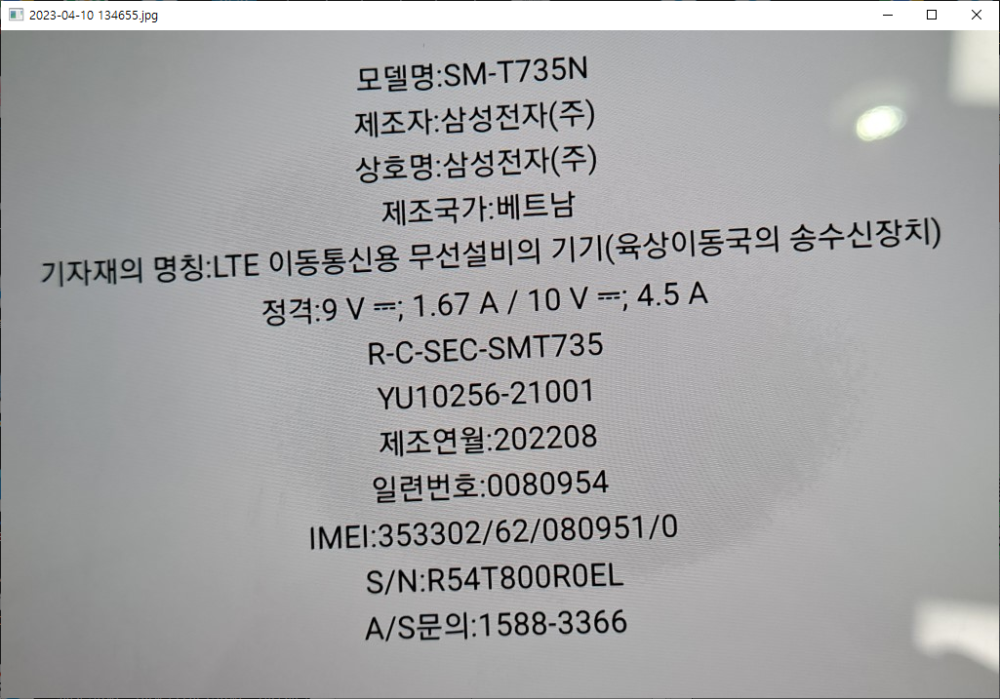 2023-04-10 134655.jpg
모델명:SM-T735N
제조자:삼성전자(주)
상호명:삼성전자(주)
제조국가:베트남
기자재의 명칭:LTE 이동통신용 무선설비의 기기(육상이동국의 송수신장치)
정격:9 V ⎓; 1.67 A / 10 V ⎓; 4.5 A
R-C-SEC-SMT735
YU10256-21001
제조연월:202208
일련번호:0080954
IMEI:353302/62/080951/0
S/N:R54T800R0EL
A/S문의:1588-3366